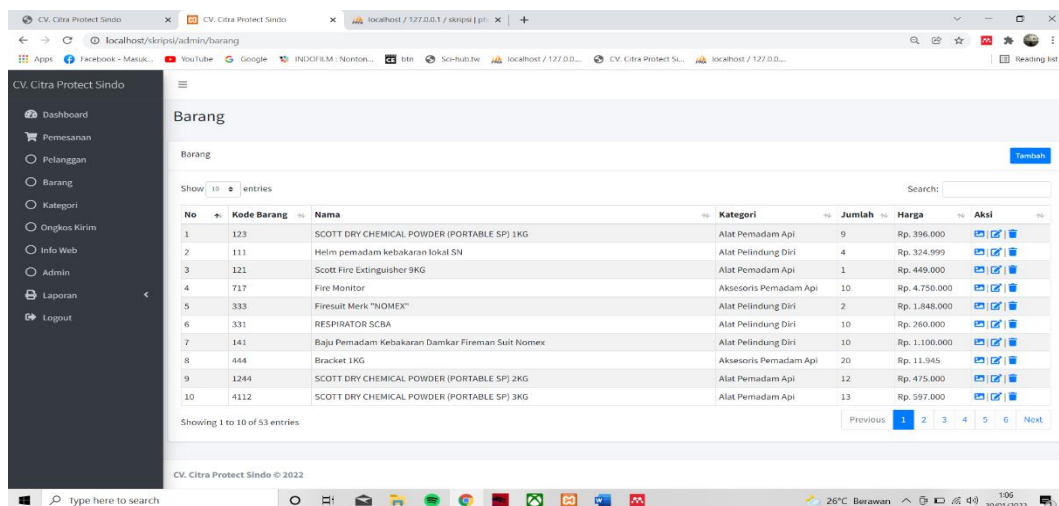 CV. Citra Protect Sindo
CV. Citra Protect Sindo
localhost / 127.0.0.1 / skripsi | ph
localhost/skripsi/admin/barang
Apps Facebook - Masuk... YouTube Google INDOFILM : Nonton... btn Sci-hub.tw localhost / 127.0.0... CV. Citra Protect Si... localhost / 127.0.0... Reading list
CV. Citra Protect Sindo
Dashboard
Pemesanan
Pelanggan
Barang
Kategori
Ongkos Kirim
Info Web
Admin
Laporan
Logout
Barang
Barang Tambah
Show 10 entries Search:
No Kode Barang Nama Kategori Jumlah Harga Aksi
1 123 SCOTT DRY CHEMICAL POWDER (PORTABLE SP) 1KG Alat Pemadam Api 9 Rp. 396.000
2 111 Helm pemadam kebakaran lokal SN Alat Pelindung Diri 4 Rp. 324.999
3 121 Scott Fire Extinguisher 9KG Alat Pemadam Api 1 Rp. 449.000
4 717 Fire Monitor Aksesoris Pemadam Api 10 Rp. 4.750.000
5 333 Firesuit Merk "NOMEX" Alat Pelindung Diri 2 Rp. 1.848.000
6 331 RESPIRATOR SCBA Alat Pelindung Diri 10 Rp. 260.000
7 141 Baju Pemadam Kebakaran Damkar Fireman Suit Nomex Alat Pelindung Diri 10 Rp. 1.100.000
8 444 Bracket 1KG Aksesoris Pemadam Api 20 Rp. 11.945
9 1244 SCOTT DRY CHEMICAL POWDER (PORTABLE SP) 2KG Alat Pemadam Api 12 Rp. 475.000
10 4112 SCOTT DRY CHEMICAL POWDER (PORTABLE SP) 3KG Alat Pemadam Api 13 Rp. 597.000
Showing 1 to 10 of 53 entries Previous 1 2 3 4 5 6 Next
CV. Citra Protect Sindo © 2022
Type here to search 26°C Berawan 1:06
30/01/2022